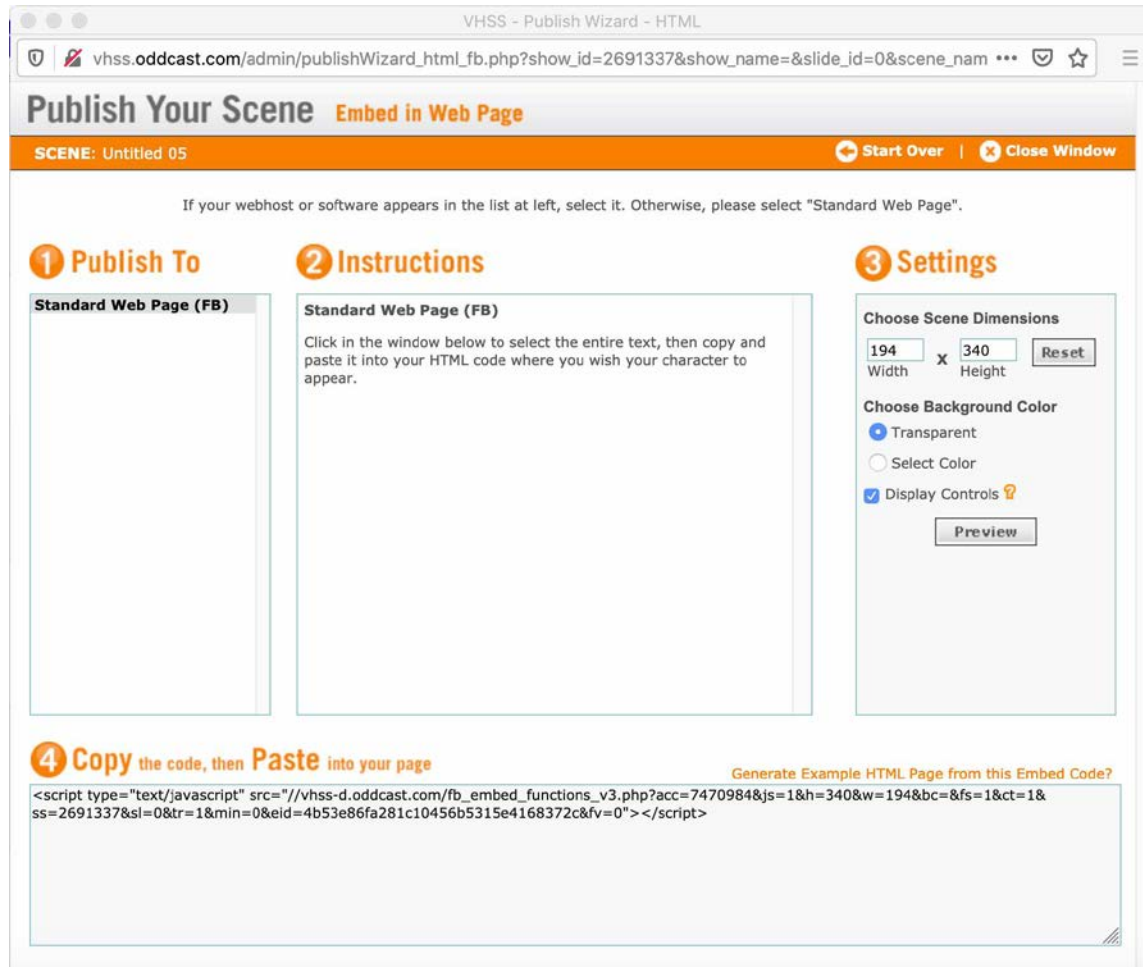 VHSS - Publish Wizard - HTML
vhss.oddcast.com/admin/publishWizard_html_fb.php?show_id=2691337&show_name=&slide_id=0&scene_nam
Publish Your Scene Embed in Web Page
SCENE: Untitled 05 Start Over | Close Window
If your webhost or software appears in the list at left, select it. Otherwise, please select "Standard Web Page".
1 Publish To
Standard Web Page (FB)
2 Instructions
Standard Web Page (FB)
Click in the window below to select the entire text, then copy and
paste it into your HTML code where you wish your character to
appear.
3 Settings
Choose Scene Dimensions
194 x 340 Reset
Width Height
Choose Background Color
Transparent
Select Color
Display Controls ?
Preview
4 Copy the code, then Paste into your page
Generate Example HTML Page from this Embed Code?
<script type="text/javascript" src="//vhss-d.oddcast.com/fb_embed_functions_v3.php?acc=7470984&js=1&h=340&w=194&bc=&fs=1&ct=1&
ss=2691337&sl=0&tr=1&min=0&eid=4b53e86fa281c10456b5315e4168372c&fv=0"></script>